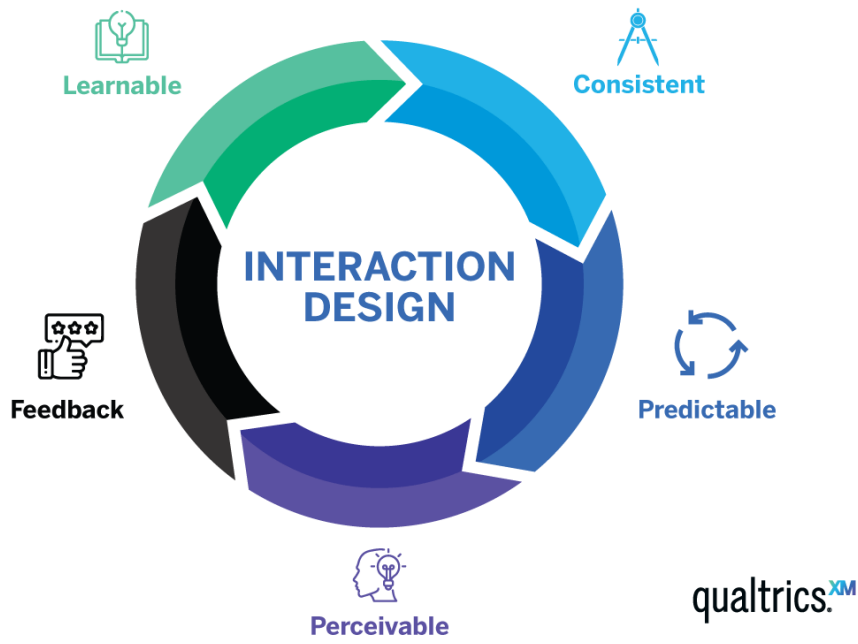 Learnable
Consistent
INTERACTION
DESIGN
Feedback
Predictable
Perceivable
qualtrics.XM